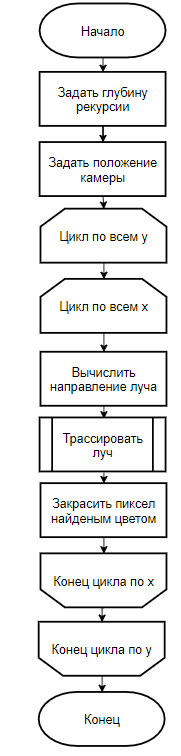 Начало
Задать глубину
рекурсии
Задать положение
камеры
Цикл по всем y
Цикл по всем x
Вычислить
направление луча
Трассировать
луч
Закрасить пиксел
найденым цветом
Конец цикла по x
Конец цикла по y
Конец